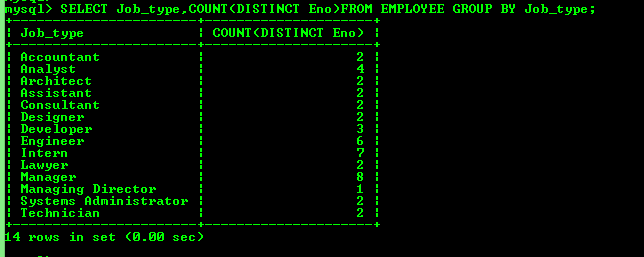 mysql> SELECT Job_type,COUNT(DISTINCT Eno)FROM EMPLOYEE GROUP BY Job_type;
+-----------------------+---------------------+
| Job_type | COUNT(DISTINCT Eno) |
+-----------------------+---------------------+
| Accountant | 2 |
| Analyst | 4 |
| Architect | 2 |
| Assistant | 2 |
| Consultant | 2 |
| Designer | 2 |
| Developer | 3 |
| Engineer | 6 |
| Intern | 7 |
| Lawyer | 2 |
| Manager | 8 |
| Managing Director | 1 |
| Systems Administrator | 2 |
| Technician | 2 |
+-----------------------+---------------------+
14 rows in set (0.00 sec)